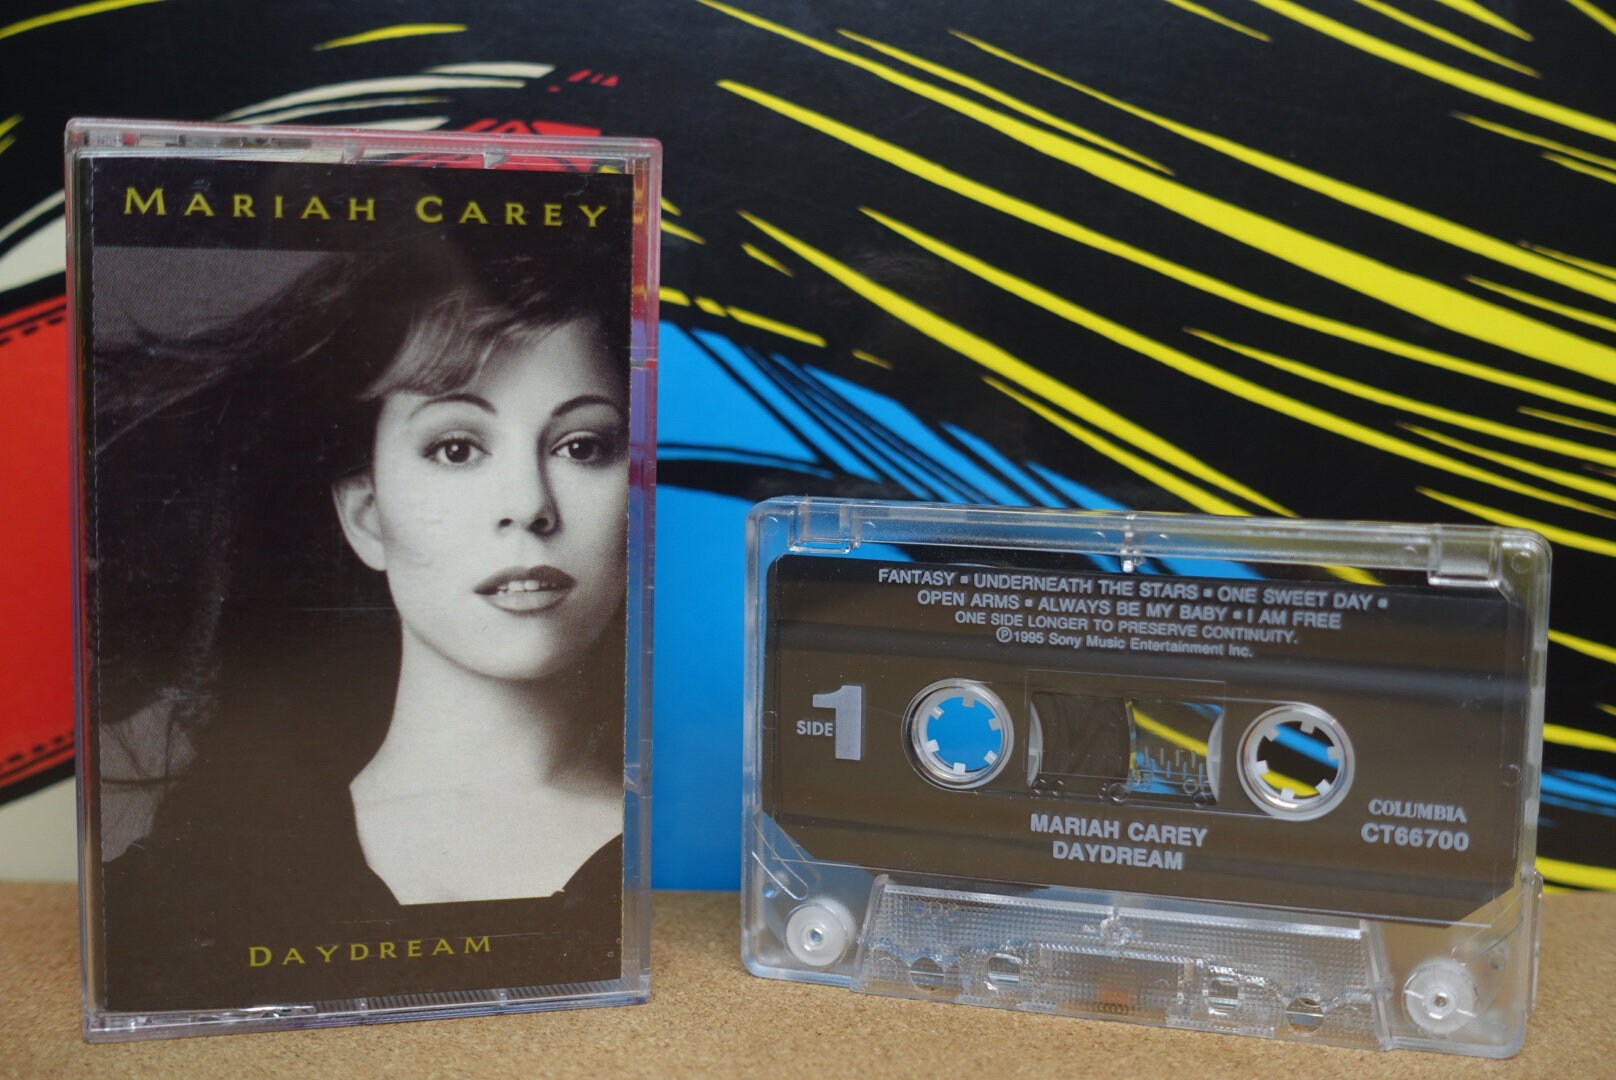 MARIAH CAREY
DAYDREAM
FANTASY ▪ UNDERNEATH THE STARS ▪ ONE SWEET DAY ▪
OPEN ARMS ▪ ALWAYS BE MY BABY ▪ I AM FREE
ONE SIDE LONGER TO PRESERVE CONTINUITY.
℗1995 Sony Music Entertainment Inc.
SIDE 1
COLUMBIA
CT66700
MARIAH CAREY
DAYDREAM